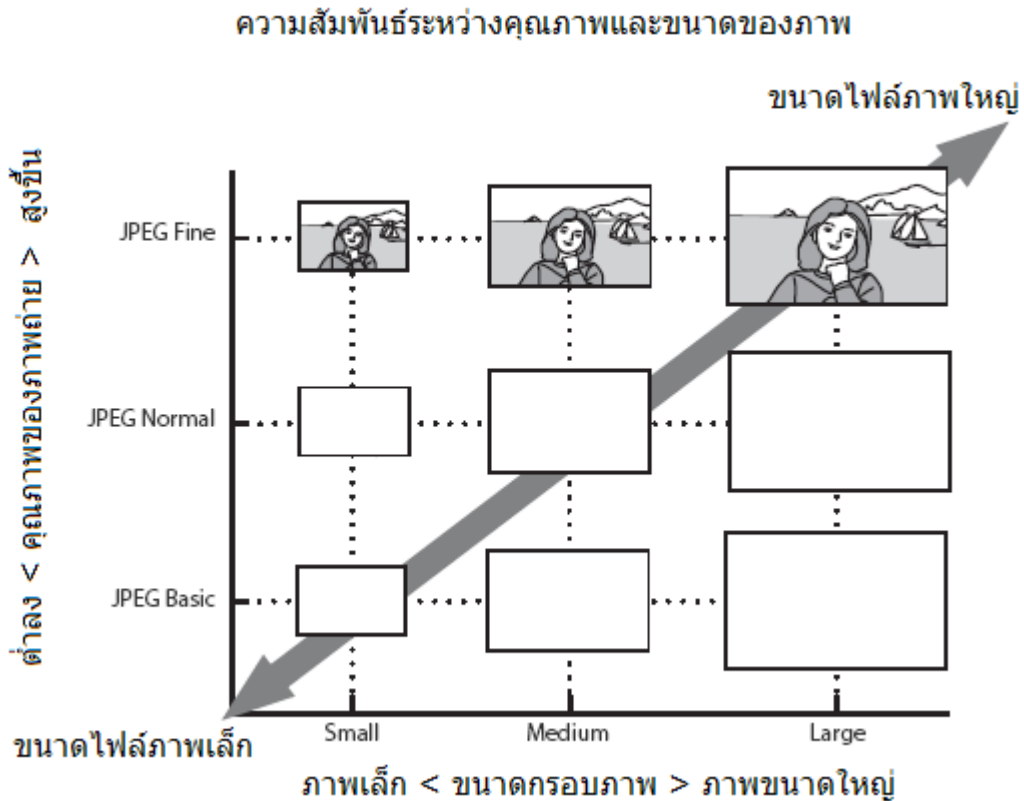 ความสัมพันธ์ระหว่างคุณภาพและขนาดของภาพ
ขนาดไฟล์ภาพใหญ่
ต่ำลง < คุณภาพของภาพถ่าย > สูงขึ้น
JPEG Fine
JPEG Normal
JPEG Basic
ขนาดไฟล์ภาพเล็ก
Small Medium Large
ภาพเล็ก < ขนาดกรอบภาพ > ภาพขนาดใหญ่